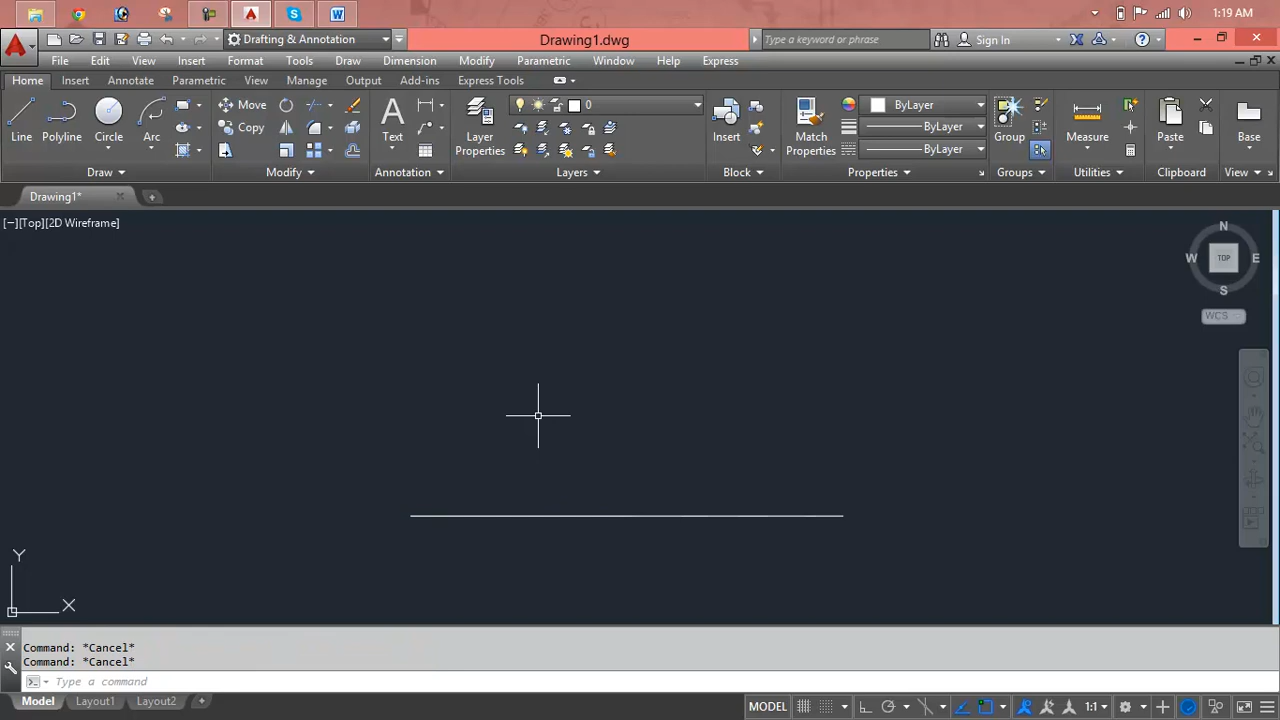 1:19 AM
Drafting & Annotation
Drawing1.dwg
Type a keyword or phrase
Sign In
File Edit View Insert Format Tools Draw Dimension Modify Parametric Window Help Express
Home Insert Annotation Parametric View Manage Output Add-ins Express Tools
Line
Polyline
Circle
Arc
Move
Copy
Text
Layer
Properties
0
Insert
Match
Properties
ByLayer
ByLayer
ByLayer
Group
Measure
Paste
Base
Draw
Modify
Annotation
Layers
Block
Properties
Groups
Utilities
Clipboard
View
Drawing1*
[−][Top][2D Wireframe]
N
W
TOP
E
S
WCS
Y
X
Command: *Cancel*
Command: *Cancel*
Type a command
Model Layout1 Layout2
MODEL
1:1